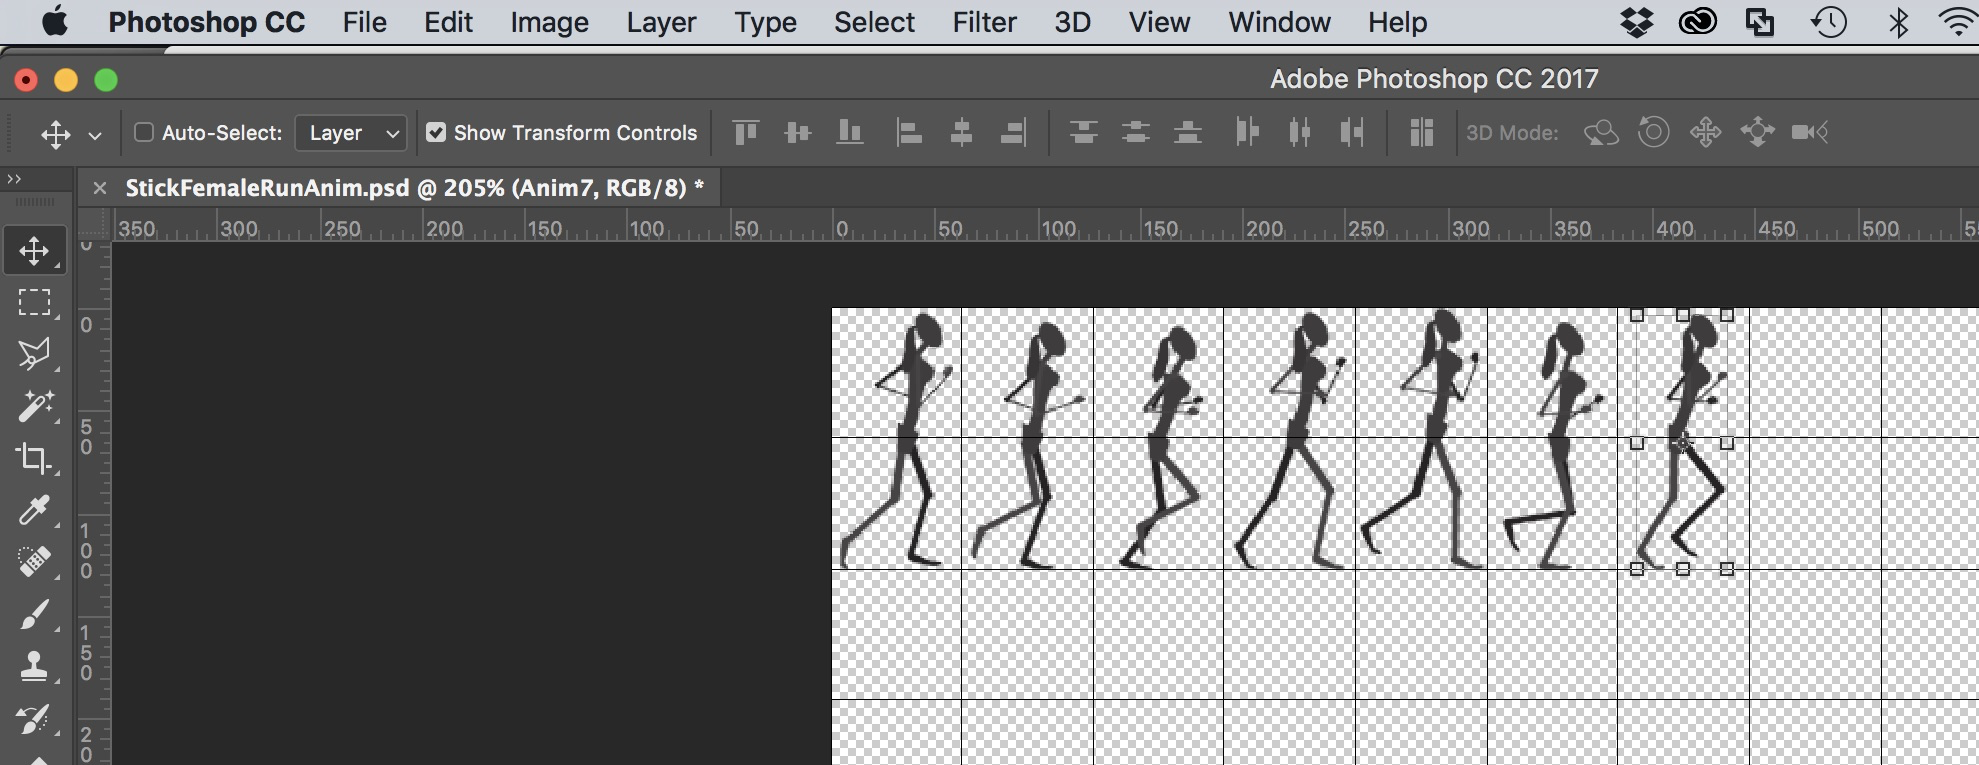 Photoshop CC File Edit Image Layer Type Select Filter 3D View Window Help
Adobe Photoshop CC 2017
Auto-Select: Layer Show Transform Controls 3D Mode:
StickFemaleRunAnim.psd @ 205% (Anim7, RGB/8) *
350 300 250 200 150 100 50 0 50 100 150 200 250 300 350 400 450 500
0
50
100
150
20